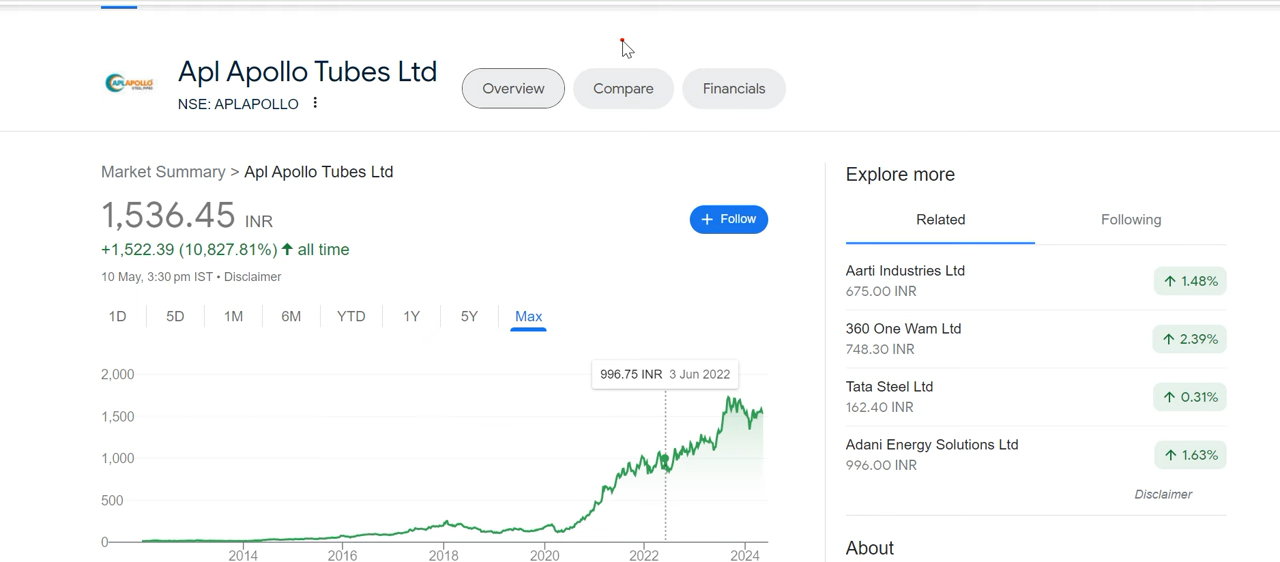 Apl Apollo Tubes Ltd
NSE: APLAPOLLO
Overview
Compare
Financials
APL APOLLO
STEEL PIPES
Market Summary > Apl Apollo Tubes Ltd
1,536.45 INR
+1,522.39 (10,827.81%) ↑ all time
10 May, 3:30 pm IST • Disclaimer
+ Follow
1D 5D 1M 6M YTD 1Y 5Y Max
996.75 INR 3 Jun 2022
2,000
1,500
1,000
500
0
2014 2016 2018 2020 2022 2024
Explore more
Related Following
Aarti Industries Ltd
675.00 INR
↑ 1.48%
360 One Wam Ltd
748.30 INR
↑ 2.39%
Tata Steel Ltd
162.40 INR
↑ 0.31%
Adani Energy Solutions Ltd
996.00 INR
↑ 1.63%
Disclaimer
About